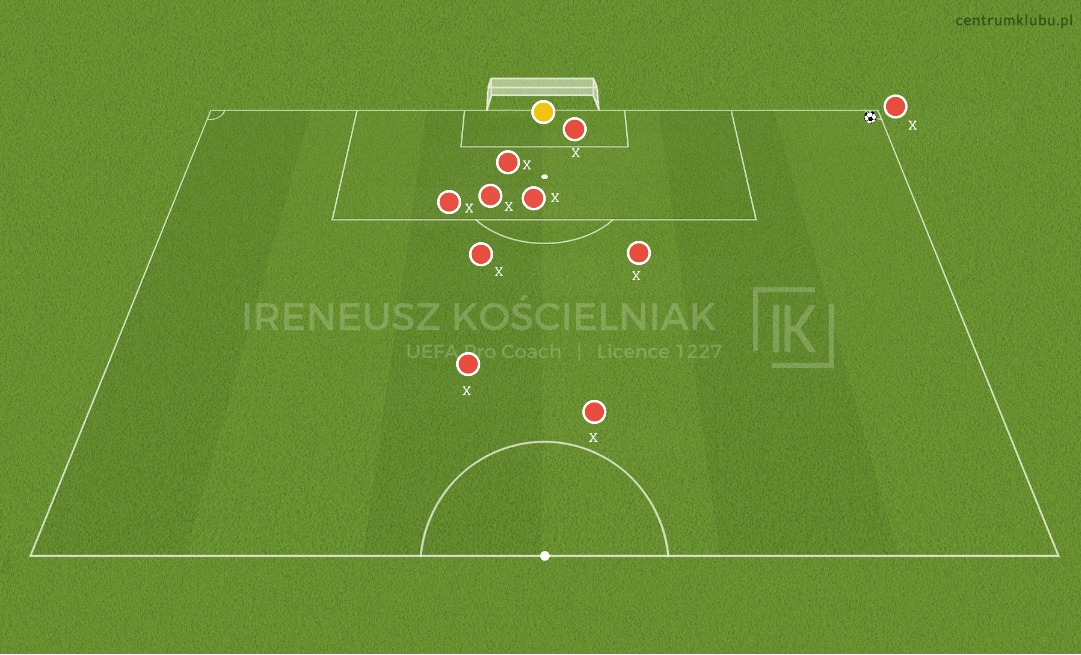 centrumklubu.pl
X
X
X X
X X X
X X
IRENEUSZ KOŚCIELNIAK IK
UEFA Pro Coach | Licence 1227
X
X